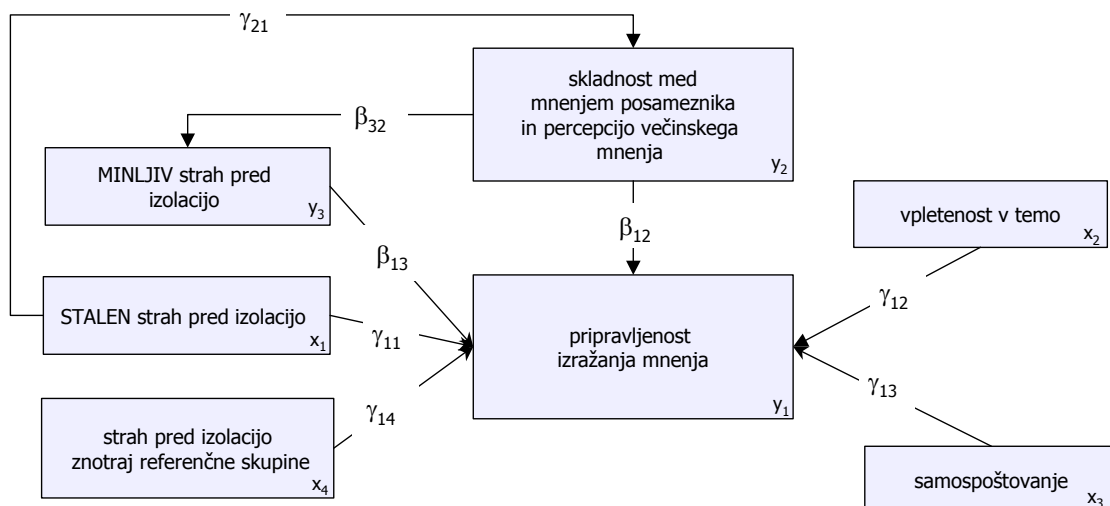 γ21
skladnost med
mnenjem posameznika
in percepcijo večinskega
mnenja
y2
β32
MINLJIV strah pred
izolacijo
y3
vpletenost v temo
x2
β12
β13
STALEN strah pred izolacijo
x1
γ11
pripravljenost
izražanja mnenja
y1
γ12
γ13
γ14
strah pred izolacijo
znotraj referenčne skupine
x4
samospoštovanje
x3